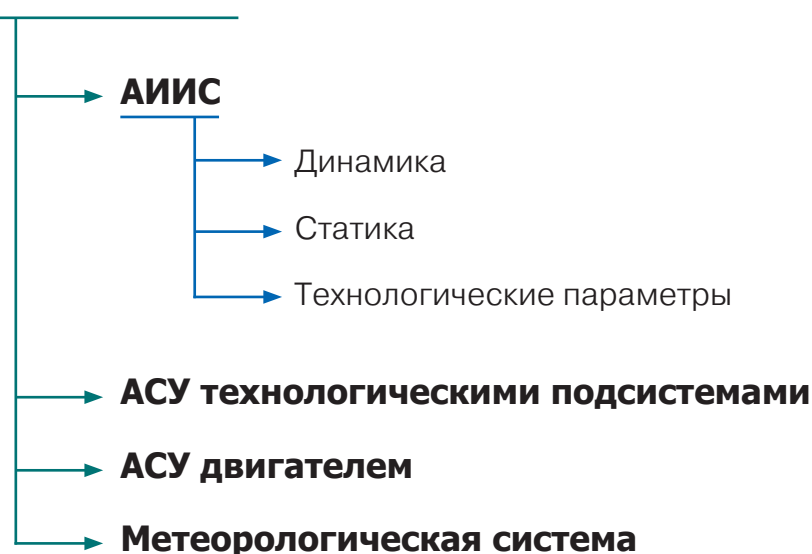 АИИС
Динамика
Статика
Технологические параметры
АСУ технологическими подсистемами
АСУ двигателем
Метеорологическая система